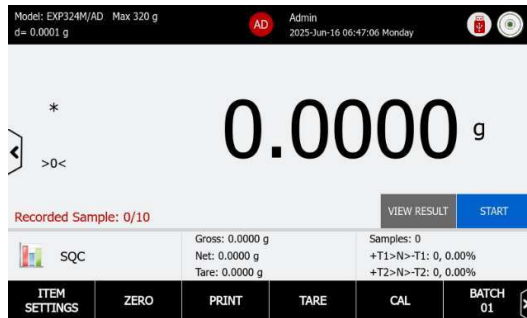 Model: EXP324M/AD Max 320 g
d= 0.0001 g
AD
Admin
2025-Jun-16 06:47:06 Monday
*
>0<
0.0000 g
Recorded Sample: 0/10
VIEW RESULT
START
SQC
Gross: 0.0000 g
Net: 0.0000 g
Tare: 0.0000 g
Samples: 0
+T1>N>-T1: 0, 0.00%
+T2>N>-T2: 0, 0.00%
ITEM
SETTINGS
ZERO
PRINT
TARE
CAL
BATCH
01